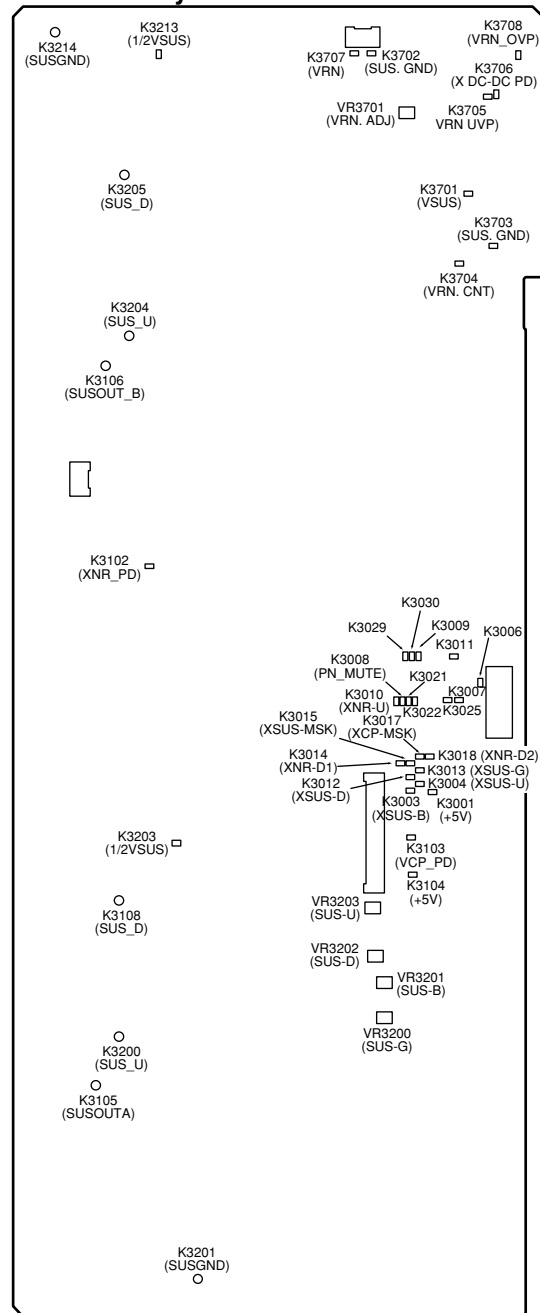 K3213
(1/2VSUS)
K3214
(SUSGND)
K3707
(VRN)
K3702
(SUS. GND)
K3708
(VRN_OVP)
K3706
(X DC-DC PD)
K3705
VRN UVP)
VR3701
(VRN. ADJ)
K3205
(SUS_D)
K3701
(VSUS)
K3703
(SUS. GND)
K3704
(VRN. CNT)
K3204
(SUS_U)
K3106
(SUSOUT_B)
K3102
(XNR_PD)
K3030
K3029
K3009
K3011
K3006
K3008
(PN_MUTE)
K3021
K3010
(XNR-U)
K3022
K3007
K3025
K3015
(XSUS-MSK)
K3017
(XCP-MSK)
K3014
(XNR-D1)
K3018 (XNR-D2)
K3013 (XSUS-G)
K3004 (XSUS-U)
K3012
(XSUS-D)
K3003
(XSUS-B)
K3001
(+5V)
K3203
(1/2VSUS)
K3103
(VCP_PD)
K3104
(+5V)
K3108
(SUS_D)
VR3203
(SUS-U)
VR3202
(SUS-D)
VR3201
(SUS-B)
VR3200
(SUS-G)
K3200
(SUS_U)
K3105
(SUSOUTA)
K3201
(SUSGND)